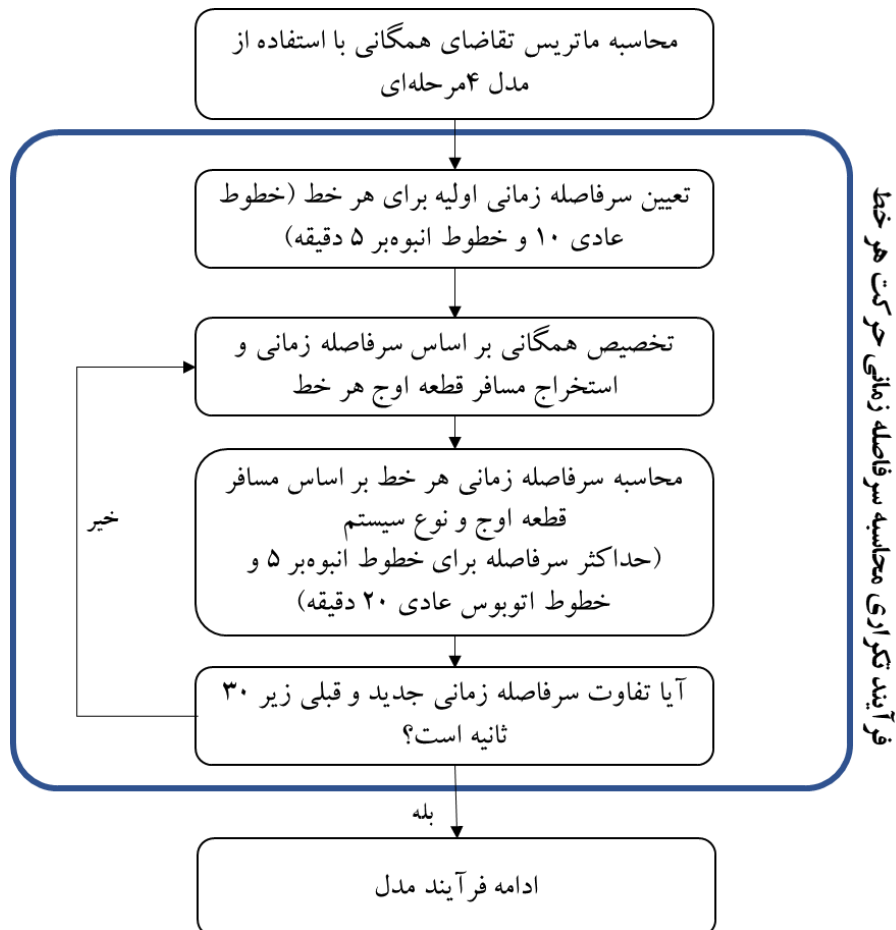 محاسبه ماتریس تقاضای همگانی با استفاده از
مدل ۴مرحله‌ای
تعیین سرفاصله زمانی اولیه برای هر خط (خطوط
عادی ۱۰ و خطوط انبوه‌بر ۵ دقیقه)
تخصیص همگانی بر اساس سرفاصله زمانی و
استخراج مسافر قطعه اوج هر خط
محاسبه سرفاصله زمانی هر خط بر اساس مسافر
قطعه اوج و نوع سیستم
(حداکثر سرفاصله برای خطوط انبوه‌بر ۵ و
خطوط اتوبوس عادی ۲۰ دقیقه)
آیا تفاوت سرفاصله زمانی جدید و قبلی زیر ۳۰
ثانیه است؟
خیر
بله
ادامه فرآیند مدل
فرآیند تکراری محاسبه سرفاصله زمانی حرکت هر خط